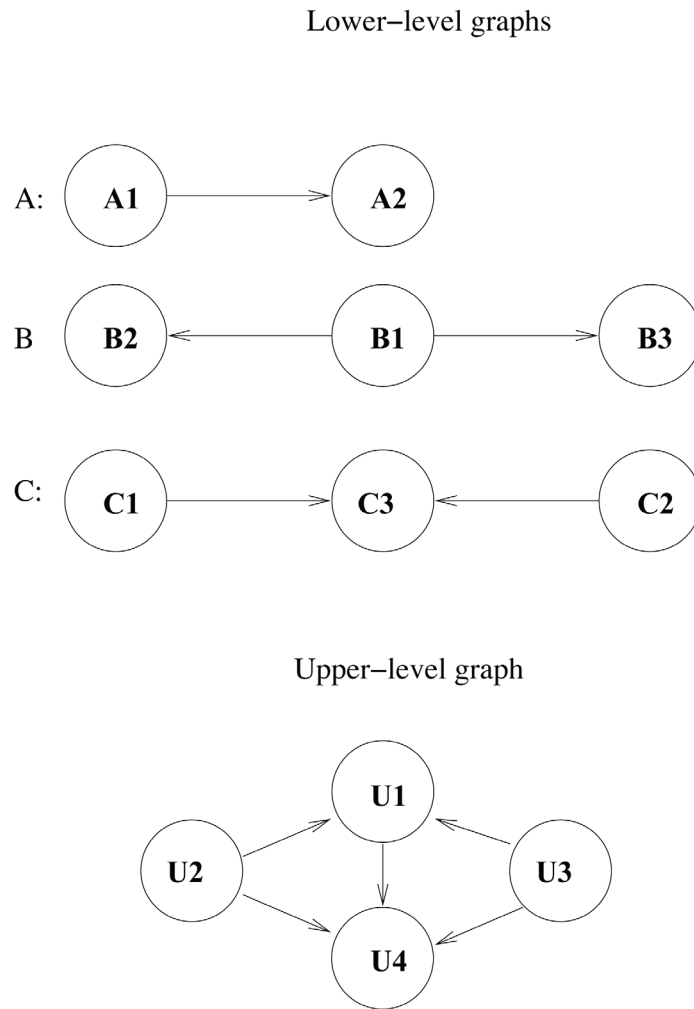 Lower−level graphs
A: A1 A2
B B2 B1 B3
C: C1 C3 C2
Upper−level graph
U1
U2 U3
U4